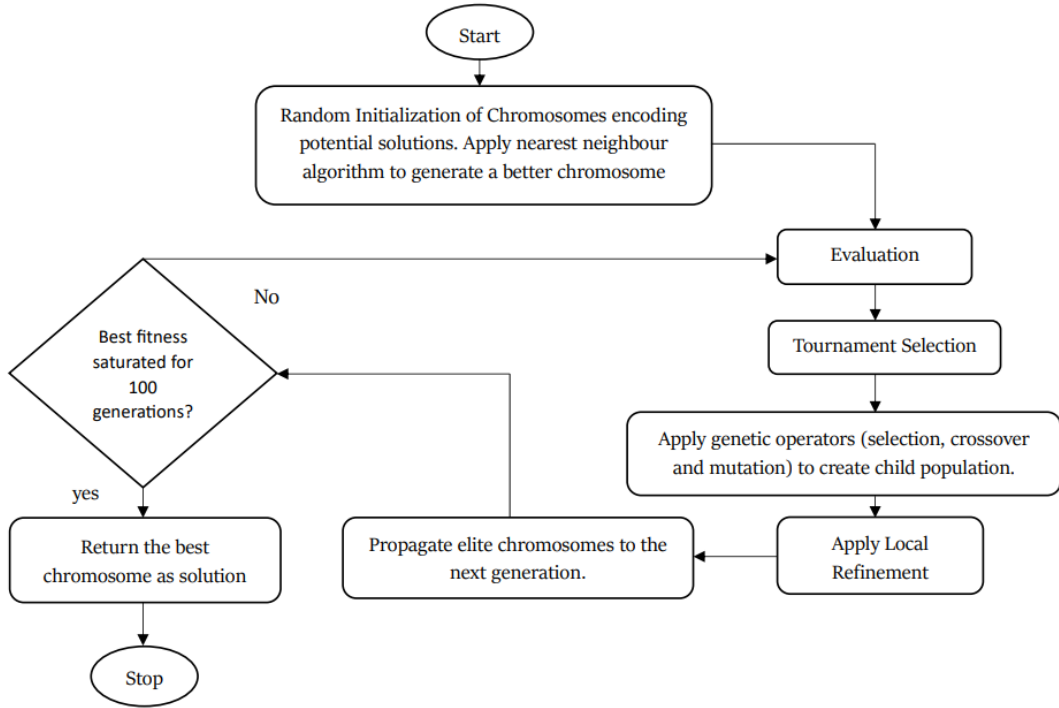 Start
Random Initialization of Chromosomes encoding
potential solutions. Apply nearest neighbour
algorithm to generate a better chromosome
Evaluation
Tournament Selection
Apply genetic operators (selection, crossover
and mutation) to create child population.
Apply Local
Refinement
Propagate elite chromosomes to the
next generation.
Best fitness
saturated for
100
generations?
No
yes
Return the best
chromosome as solution
Stop